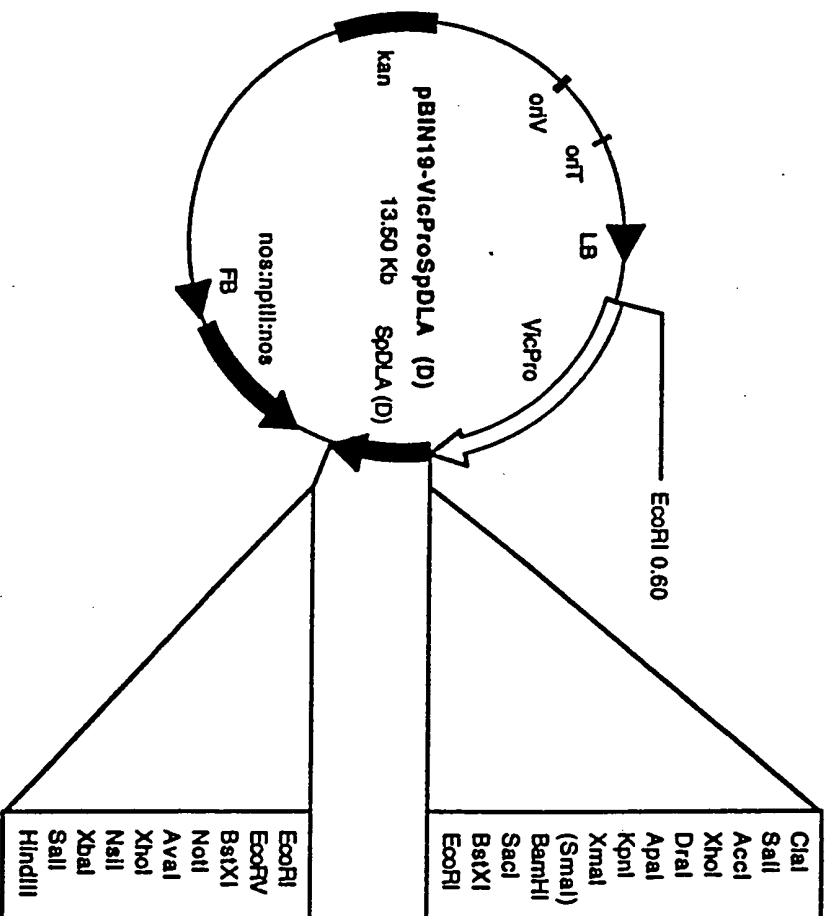 EcoRI 0.60
LB
oriT
oriV
VicPro
pBIN19-VicProSpDLA (D)
13.50 Kb
SpDLA (D)
kan
nos:nptII:nos
FB
ClaI
SalI
AccI
XhoI
DraI
ApaI
KpnI
XmaI
(SmaI)
BamHI
SacI
BstXI
EcoRI
EcoRI
EcoRV
BstXI
NotI
AvaI
XhoI
NsiI
XbaI
SalI
HindIII